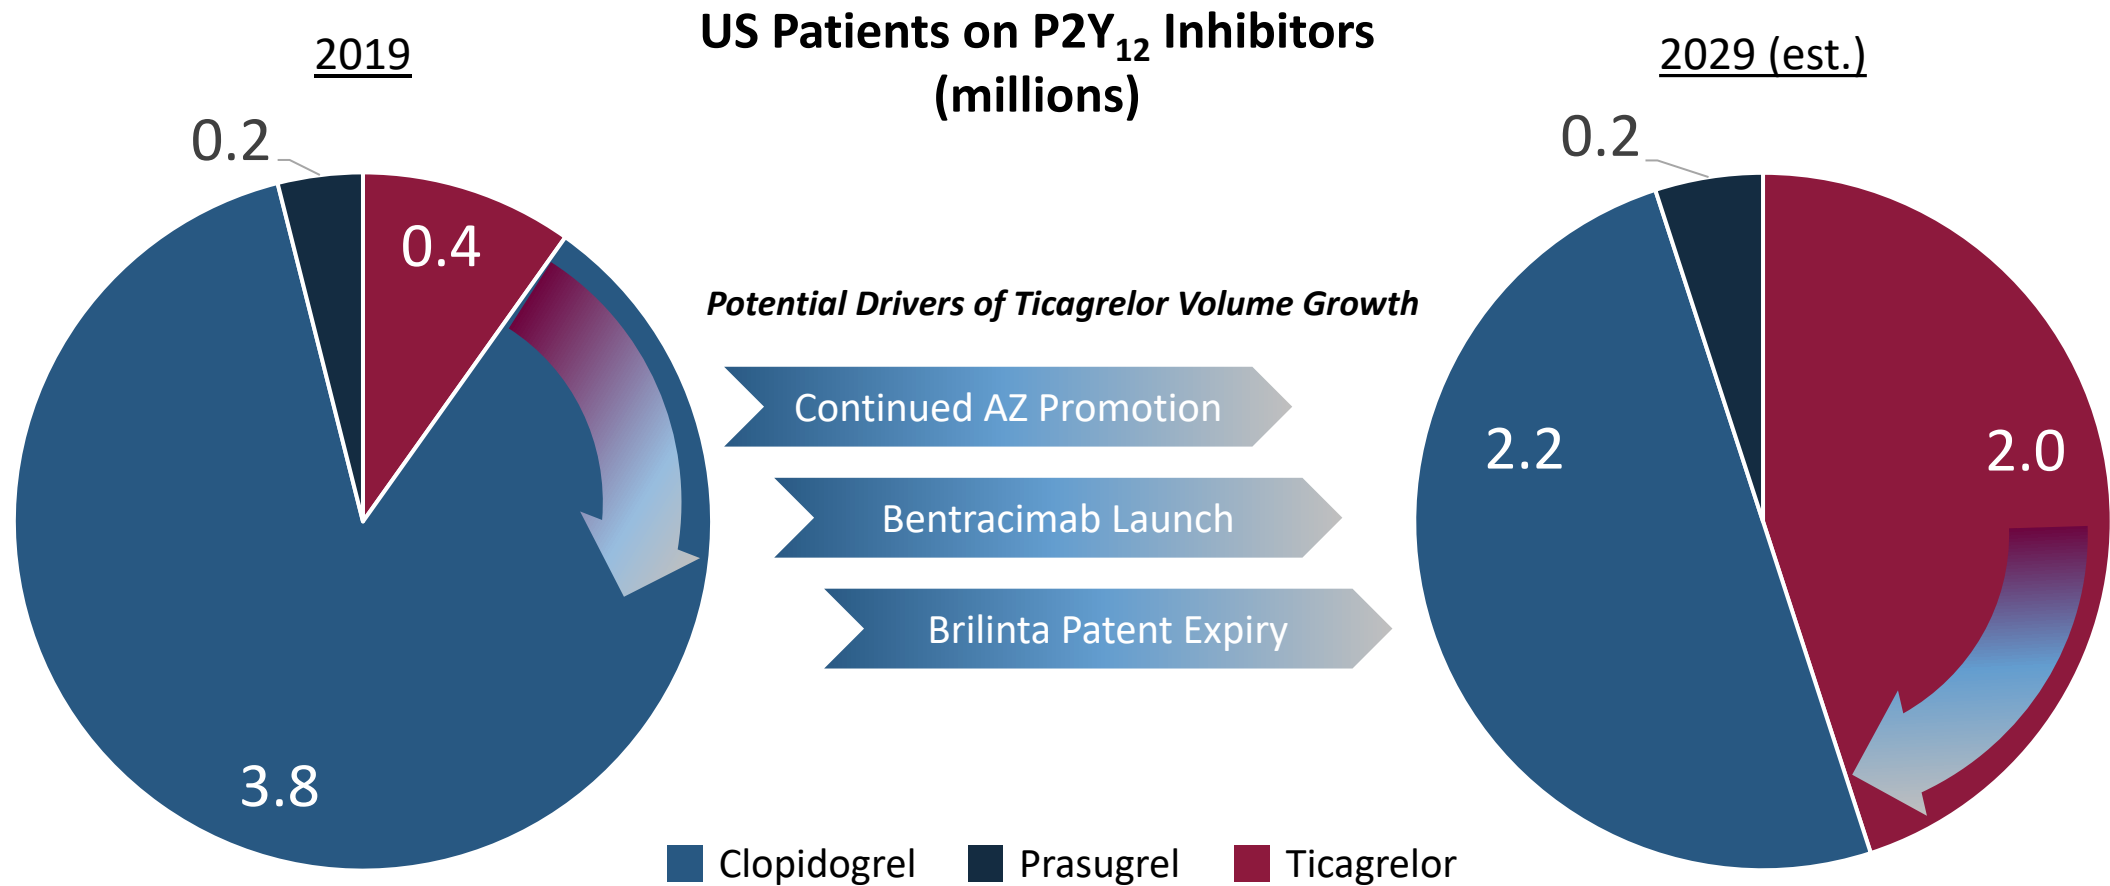 US Patients on P2Y₁₂ Inhibitors
(millions)
2019
2029 (est.)
0.2
0.4
3.8
Potential Drivers of Ticagrelor Volume Growth
Continued AZ Promotion
Bentracimab Launch
Brilinta Patent Expiry
0.2
2.2
2.0
Clopidogrel
Prasugrel
Ticagrelor